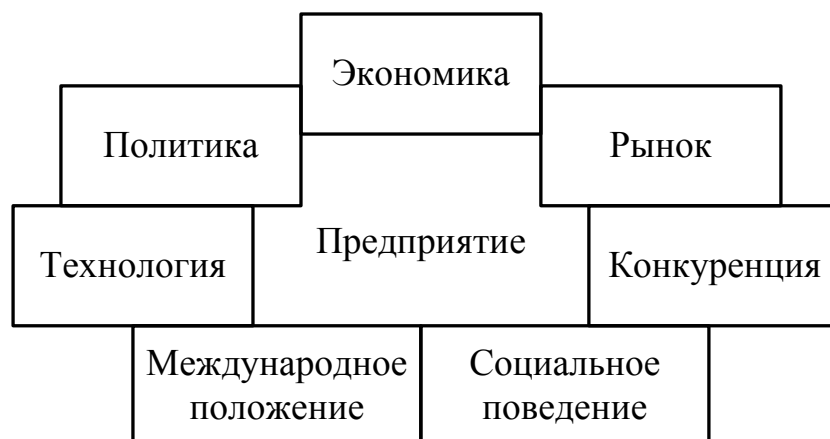 Экономика
Политика
Рынок
Предприятие
Технология
Конкуренция
Международное
положение
Социальное
поведение